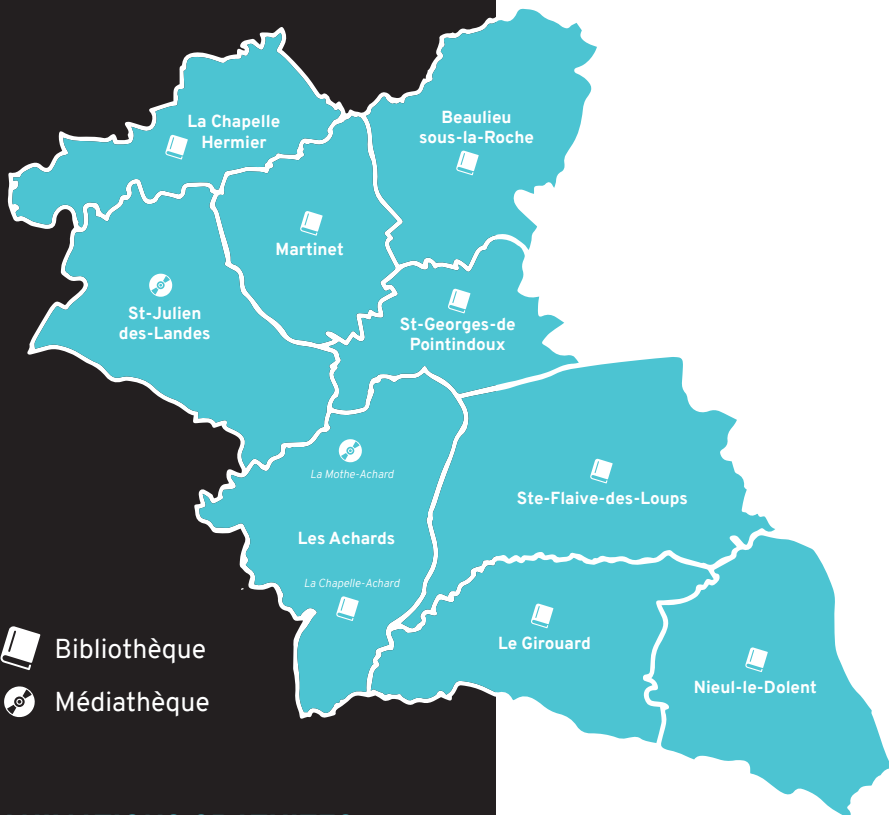 La Chapelle
Hermier
Beaulieu
sous-la-Roche
Martinet
St-Julien
des-Landes
St-Georges-de
Pointindoux
La Mothe-Achard
Ste-Flaive-des-Loups
Les Achards
La Chapelle-Achard
Le Girouard
Nieul-le-Dolent
Bibliothèque
Médiathèque